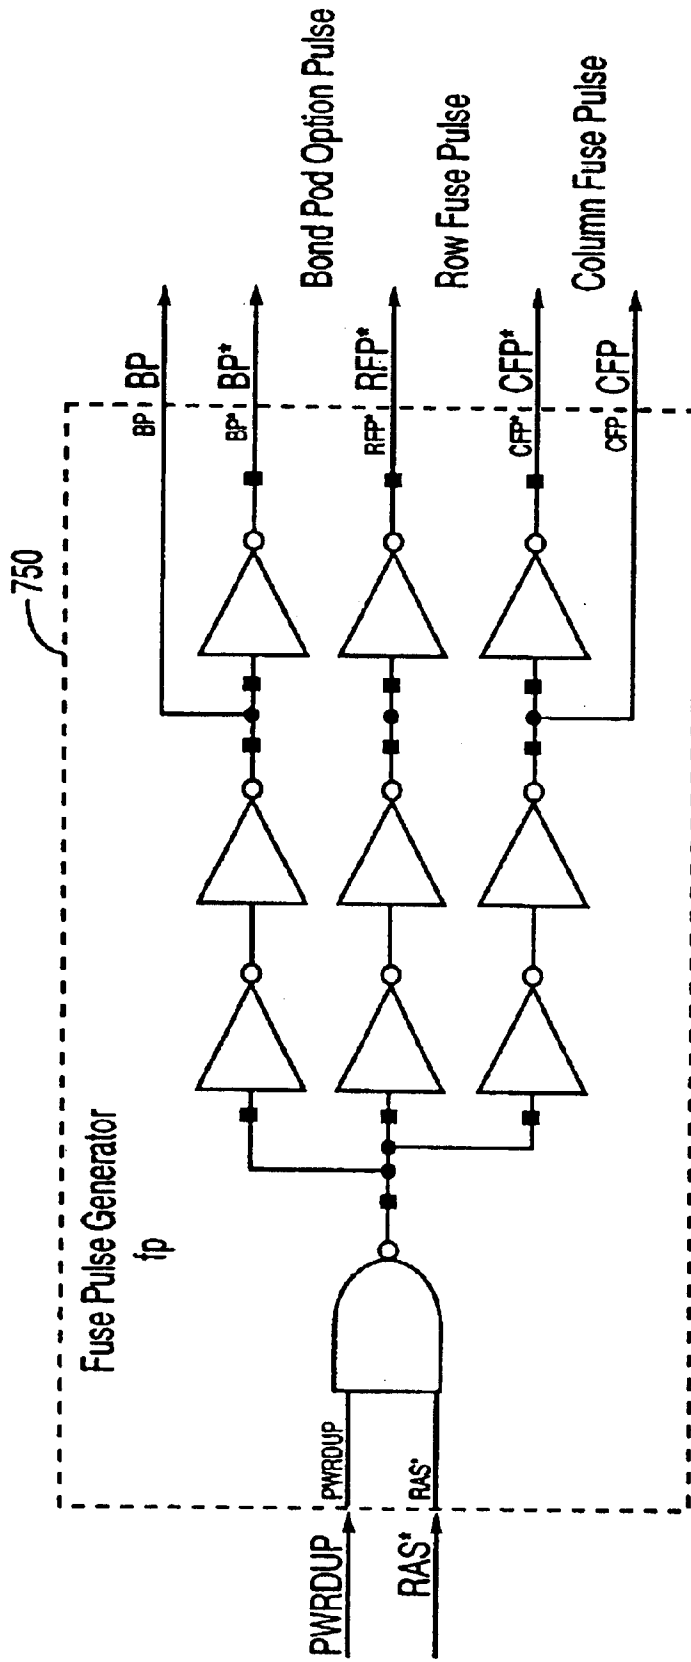 750
Fuse Pulse Generator
fp
PWRDUP
PWRDUP
RAS*
RAS*
BP
BP
BP*
BP*
Bond Pod Option Pulse
RFP*
RFP*
Row Fuse Pulse
CFP*
CFP*
Column Fuse Pulse
CFP
CFP